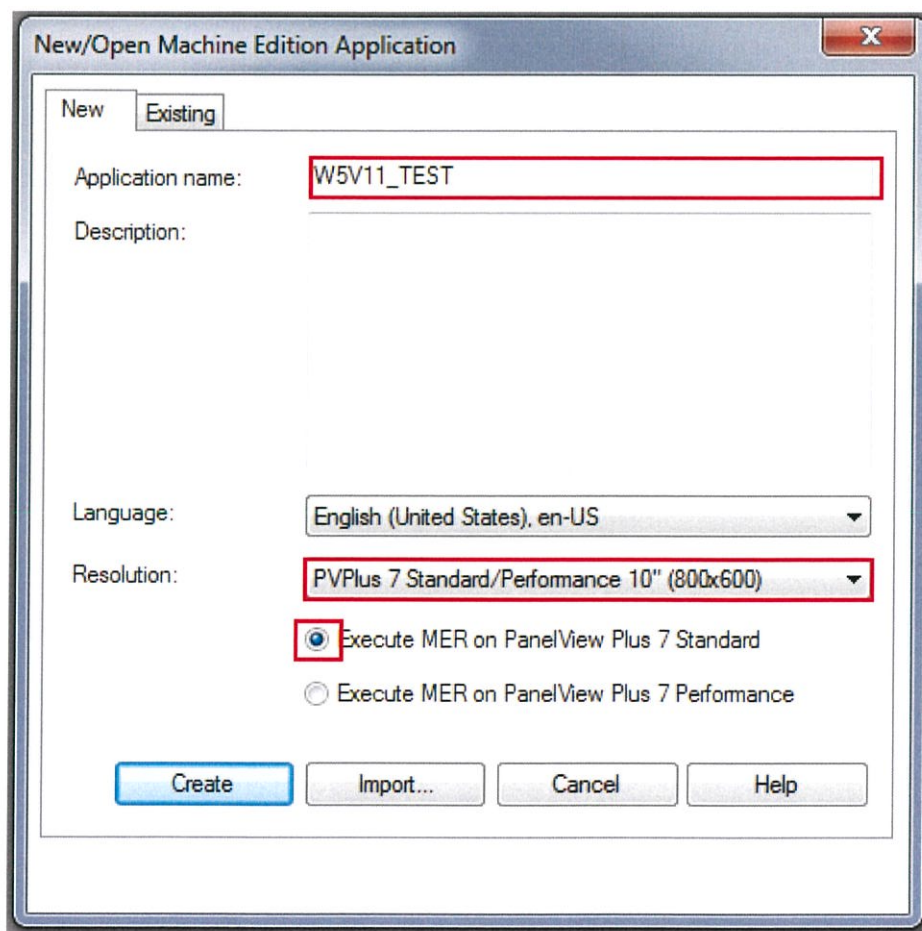 New/Open Machine Edition Application
New
Existing
Application name:
W5V11_TEST
Description:
Language:
English (United States), en-US
Resolution:
PVPlus 7 Standard/Performance 10" (800x600)
Execute MER on PanelView Plus 7 Standard
Execute MER on PanelView Plus 7 Performance
Create
Import...
Cancel
Help